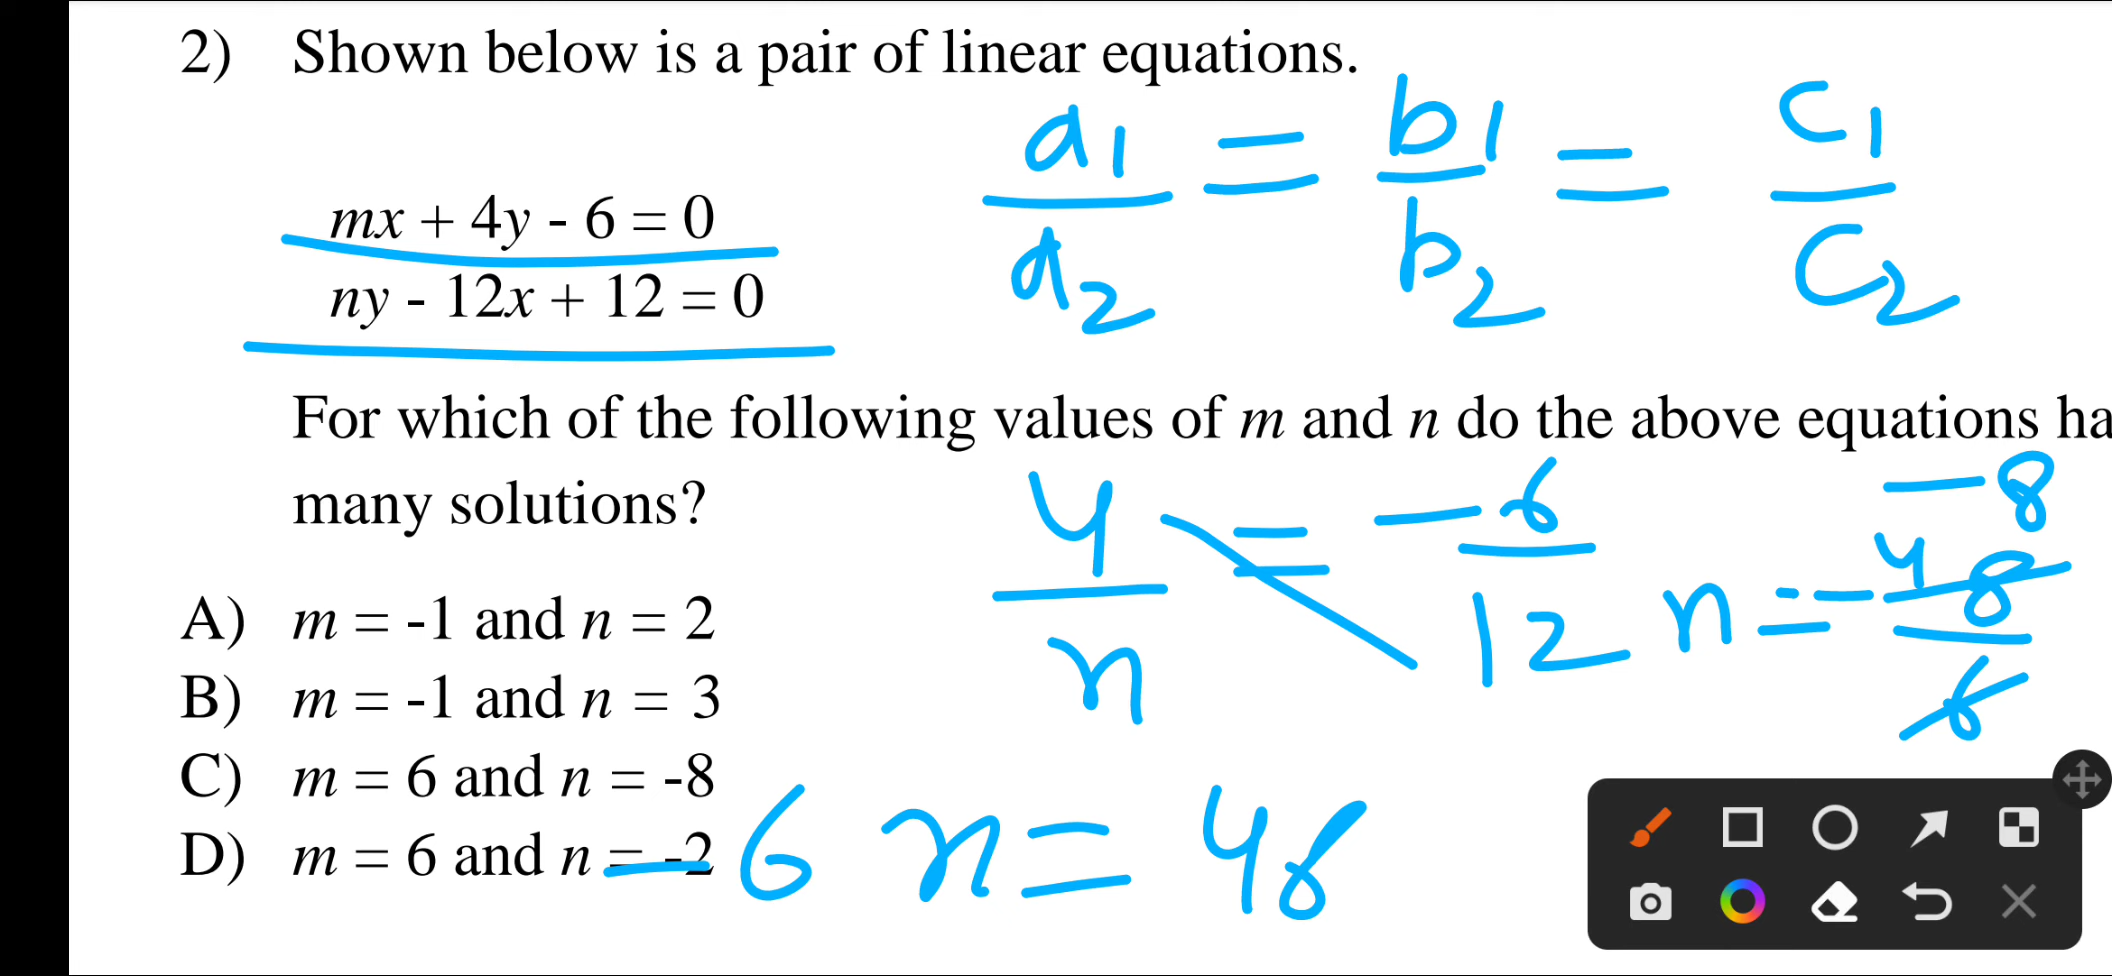 2) Shown below is a pair of linear equations.
a1/a2 = b1/b2 = c1/c2
mx + 4y - 6 = 0
ny - 12x + 12 = 0
For which of the following values of m and n do the above equations ha
many solutions?
4/n = -6/12
n = -48/6
-8
A) m = -1 and n = 2
B) m = -1 and n = 3
C) m = 6 and n = -8
D) m = 6 and n = -2
-6n = 48